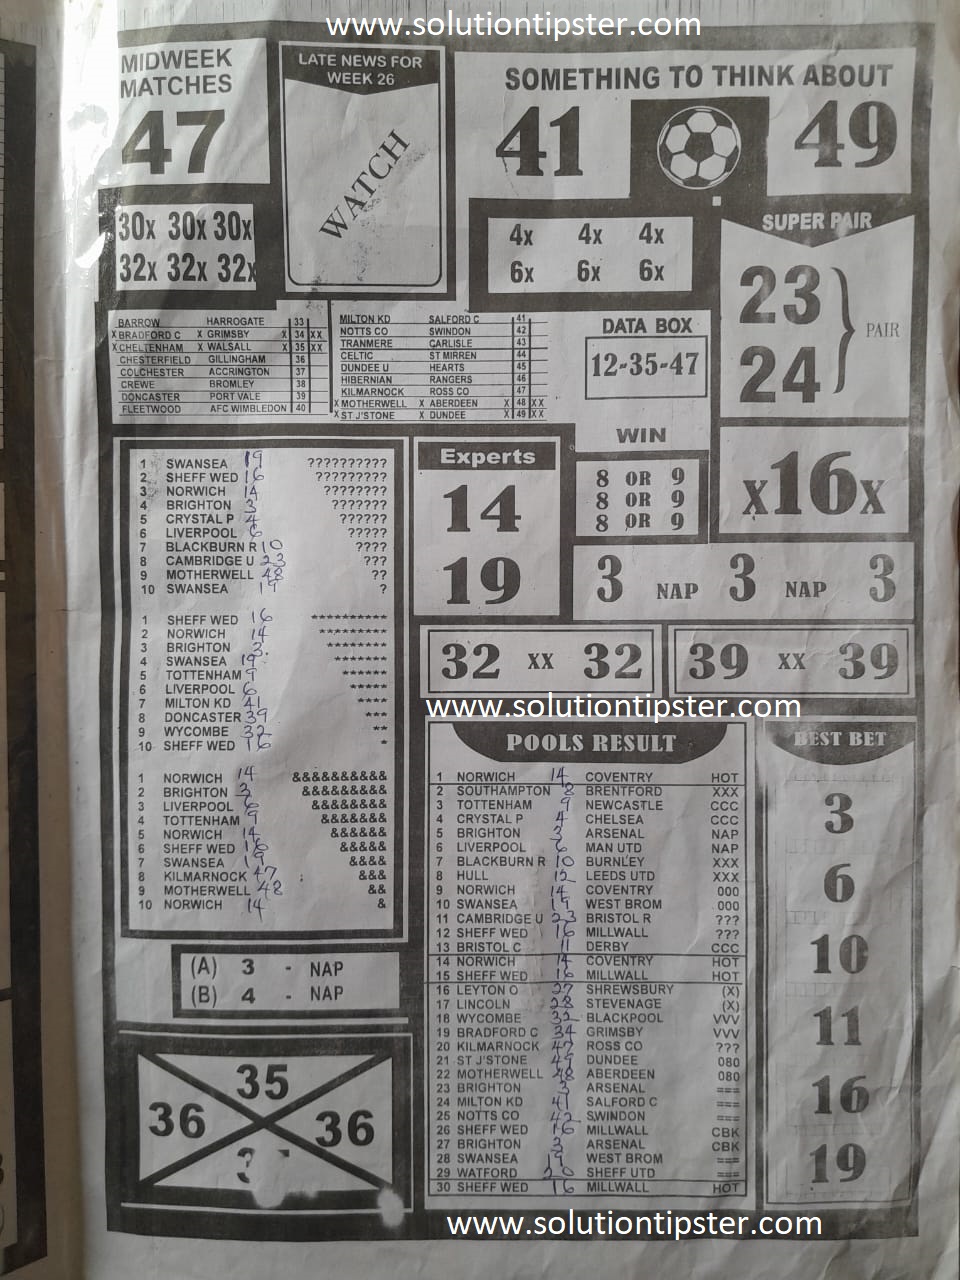 www.solutiontipster.com
MIDWEEK
MATCHES
47
30x 30x 30x
32x 32x 32x
LATE NEWS FOR
WEEK 26
WATCH
SOMETHING TO THINK ABOUT
41 49
4x 4x 4x
6x 6x 6x
SUPER PAIR
23
24
PAIR
BARROW HARROGATE 33
X BRADFORD C X GRIMSBY X 34 XX
X CHELTENHAM X WALSALL X 35 XX
CHESTERFIELD GILLINGHAM 36
COLCHESTER ACCRINGTON 37
CREWE BROMLEY 38
DONCASTER PORT VALE 39
FLEETWOOD AFC WIMBLEDON 40
MILTON KD SALFORD C 41
NOTTS CO SWINDON 42
TRANMERE CARLISLE 43
CELTIC ST MIRREN 44
DUNDEE U HEARTS 45
HIBERNIAN RANGERS 46
KILMARNOCK ROSS CO 47
X MOTHERWELL X ABERDEEN X 48 XX
X ST J'STONE X DUNDEE X 49 XX
DATA BOX
12-35-47
WIN
8 OR 9
8 OR 9
8 OR 9
x16x
1 SWANSEA 19 ??????????
2 SHEFF WED 16 ?????????
3 NORWICH 14 ????????
4 BRIGHTON 3 ???????
5 CRYSTAL P 4 ??????
6 LIVERPOOL 6 ?????
7 BLACKBURN R 10 ????
8 CAMBRIDGE U 23 ???
9 MOTHERWELL 48 ??
10 SWANSEA 19 ?
1 SHEFF WED 16 **********
2 NORWICH 14 *********
3 BRIGHTON 3. ********
4 SWANSEA 19 *******
5 TOTTENHAM 9 ******
6 LIVERPOOL 6 *****
7 MILTON KD 41 ****
8 DONCASTER 39 ***
9 WYCOMBE 32 **
10 SHEFF WED 16 *
1 NORWICH 14 &&&&&&&&&&
2 BRIGHTON 3 &&&&&&&&&
3 LIVERPOOL 6 &&&&&&&&
4 TOTTENHAM 9 &&&&&&&
5 NORWICH 14 &&&&&&
6 SHEFF WED 16 &&&&&
7 SWANSEA 19 &&&&
8 KILMARNOCK 47 &&&
9 MOTHERWELL 48 &&
10 NORWICH 14 &
Experts
14
19
3 NAP 3 NAP 3
32 XX 32
39 XX 39
www.solutiontipster.com
(A) 3 - NAP
(B) 4 - NAP
35
36 36
POOLS RESULT
1 NORWICH 14 COVENTRY HOT
2 SOUTHAMPTON 8 BRENTFORD XXX
3 TOTTENHAM 9 NEWCASTLE CCC
4 CRYSTAL P 4 CHELSEA CCC
5 BRIGHTON 3 ARSENAL NAP
6 LIVERPOOL 6 MAN UTD NAP
7 BLACKBURN R 10 BURNLEY XXX
8 HULL 12 LEEDS UTD XXX
9 NORWICH 14 COVENTRY 000
10 SWANSEA 19 WEST BROM 000
11 CAMBRIDGE U 23 BRISTOL R ???
12 SHEFF WED 16 MILLWALL ???
13 BRISTOL C 11 DERBY CCC
14 NORWICH 14 COVENTRY HOT
15 SHEFF WED 16 MILLWALL HOT
16 LEYTON O 27 SHREWSBURY (X)
17 LINCOLN 28 STEVENAGE (X)
18 WYCOMBE 32 BLACKPOOL VVV
19 BRADFORD C 34 GRIMSBY VVV
20 KILMARNOCK 47 ROSS CO ???
21 ST J'STONE 49 DUNDEE 080
22 MOTHERWELL 48 ABERDEEN 080
23 BRIGHTON 3 ARSENAL ===
24 MILTON KD 41 SALFORD C ===
25 NOTTS CO 42 SWINDON ===
26 SHEFF WED 16 MILLWALL CBK
27 BRIGHTON 3 ARSENAL CBK
28 SWANSEA 19 WEST BROM ===
29 WATFORD 20 SHEFF UTD ===
30 SHEFF WED 16 MILLWALL HOT
BEST BET
3
6
10
11
16
19
www.solutiontipster.com